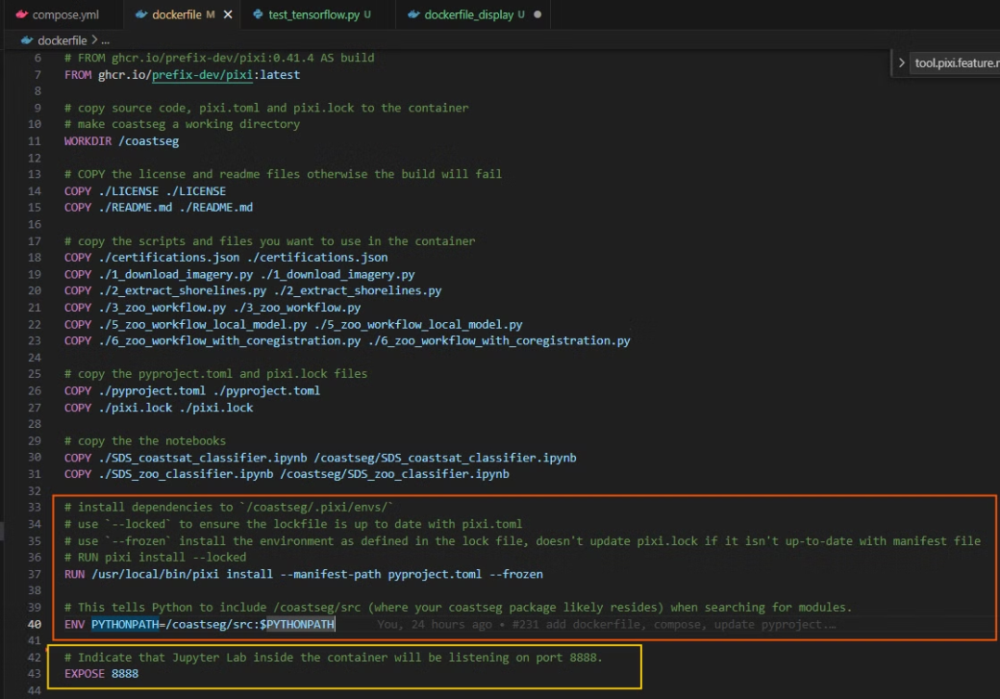 compose.yml
dockerfile M
test_tensorflow.py U
dockerfile_display U
dockerfile > ...
tool.pixi.feature.
6 # FROM ghcr.io/prefix-dev/pixi:0.41.4 AS build
7 FROM ghcr.io/prefix-dev/pixi:latest
8
9 # copy source code, pixi.toml and pixi.lock to the container
10 # make coastseg a working directory
11 WORKDIR /coastseg
12
13 # COPY the license and readme files otherwise the build will fail
14 COPY ./LICENSE ./LICENSE
15 COPY ./README.md ./README.md
16
17 # copy the scripts and files you want to use in the container
18 COPY ./certifications.json ./certifications.json
19 COPY ./1_download_imagery.py ./1_download_imagery.py
20 COPY ./2_extract_shorelines.py ./2_extract_shorelines.py
21 COPY ./3_zoo_workflow.py ./3_zoo_workflow.py
22 COPY ./5_zoo_workflow_local_model.py ./5_zoo_workflow_local_model.py
23 COPY ./6_zoo_workflow_with_coregistration.py ./6_zoo_workflow_with_coregistration.py
24
25 # copy the pyproject.toml and pixi.lock files
26 COPY ./pyproject.toml ./pyproject.toml
27 COPY ./pixi.lock ./pixi.lock
28
29 # copy the the notebooks
30 COPY ./SDS_coastsat_classifier.ipynb /coastseg/SDS_coastsat_classifier.ipynb
31 COPY ./SDS_zoo_classifier.ipynb /coastseg/SDS_zoo_classifier.ipynb
32
33 # install dependencies to `/coastseg/.pixi/envs/`
34 # use `--locked` to ensure the lockfile is up to date with pixi.toml
35 # use `--frozen` install the environment as defined in the lock file, doesn't update pixi.lock if it isn't up-to-date with manifest file
36 # RUN pixi install --locked
37 RUN /usr/local/bin/pixi install --manifest-path pyproject.toml --frozen
38
39 # This tells Python to include /coastseg/src (where your coastseg package likely resides) when searching for modules.
40 ENV PYTHONPATH=/coastseg/src:$PYTHONPATH You, 24 hours ago • #231 add dockerfile, compose, update pyproject.…
41
42 # Indicate that Jupyter Lab inside the container will be listening on port 8888.
43 EXPOSE 8888
44